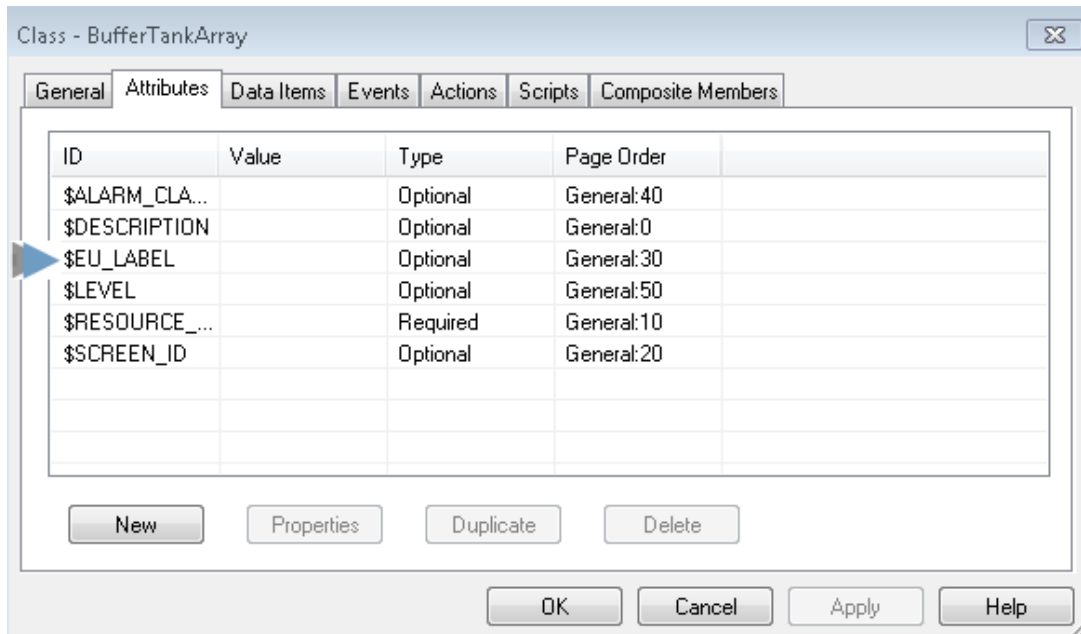 Class - BufferTankArray
General Attributes Data Items Events Actions Scripts Composite Members
ID Value Type Page Order
$ALARM_CLA... Optional General:40
$DESCRIPTION Optional General:0
$EU_LABEL Optional General:30
$LEVEL Optional General:50
$RESOURCE_... Required General:10
$SCREEN_ID Optional General:20
New Properties Duplicate Delete
OK Cancel Apply Help